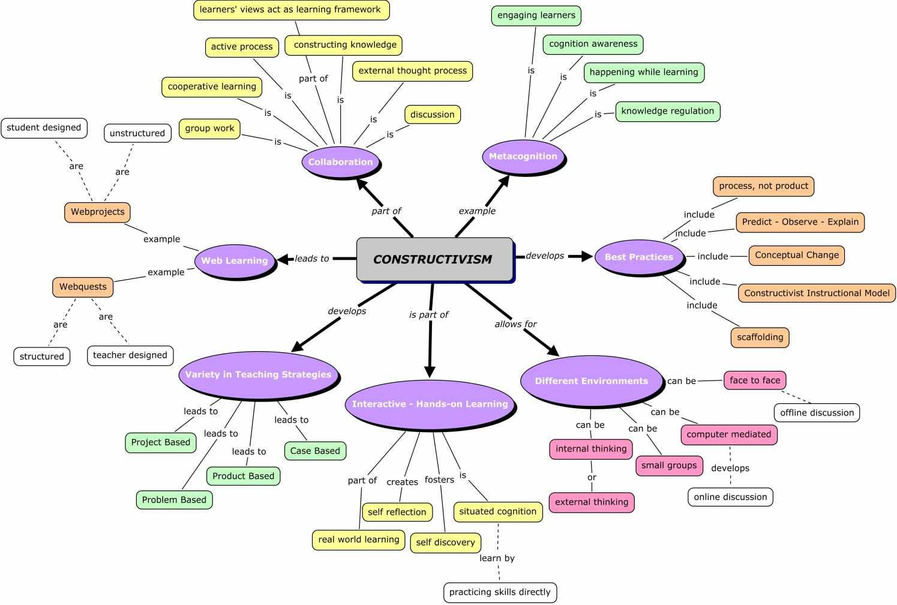 learners' views act as learning framework
engaging learners
active process
constructing knowledge
cognition awareness
part of
is
external thought process
happening while learning
cooperative learning
is
is
is
is
discussion
knowledge regulation
group work
is
is
is
is
is
student designed
unstructured
Collaboration
Metacognition
are
are
process, not product
Webprojects
part of
example
include
Predict - Observe - Explain
include
example
CONSTRUCTIVISM
Web Learning
leads to
develops
Best Practices
include
Conceptual Change
example
Webquests
include
Constructivist Instructional Model
include
are
are
develops
is part of
allows for
scaffolding
structured
teacher designed
Variety in Teaching Strategies
Different Environments
can be
face to face
Interactive - Hands-on Learning
offline discussion
leads to
leads to
can be
can be
can be
computer mediated
leads to
Project Based
leads to
Case Based
internal thinking
small groups
develops
Product Based
part of
creates
fosters
is
or
Problem Based
external thinking
online discussion
self reflection
situated cognition
real world learning
self discovery
learn by
practicing skills directly